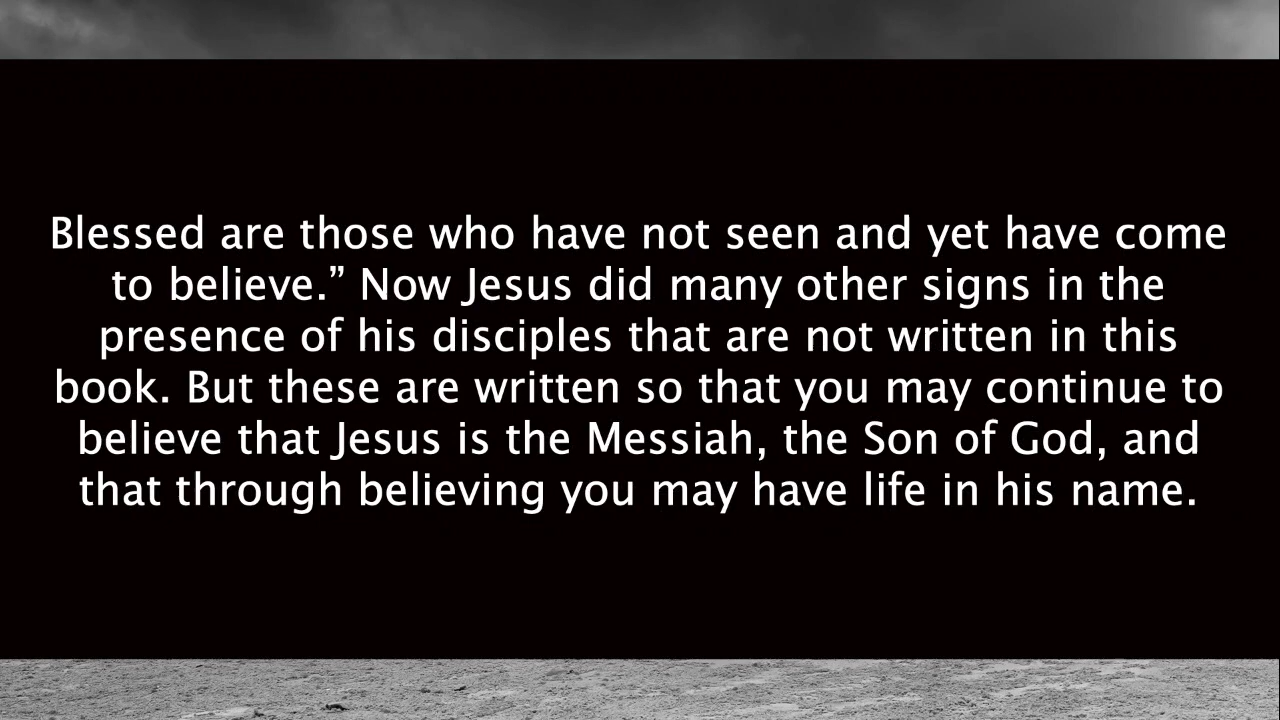 Blessed are those who have not seen and yet have come
to believe.” Now Jesus did many other signs in the
presence of his disciples that are not written in this
book. But these are written so that you may continue to
believe that Jesus is the Messiah, the Son of God, and
that through believing you may have life in his name.